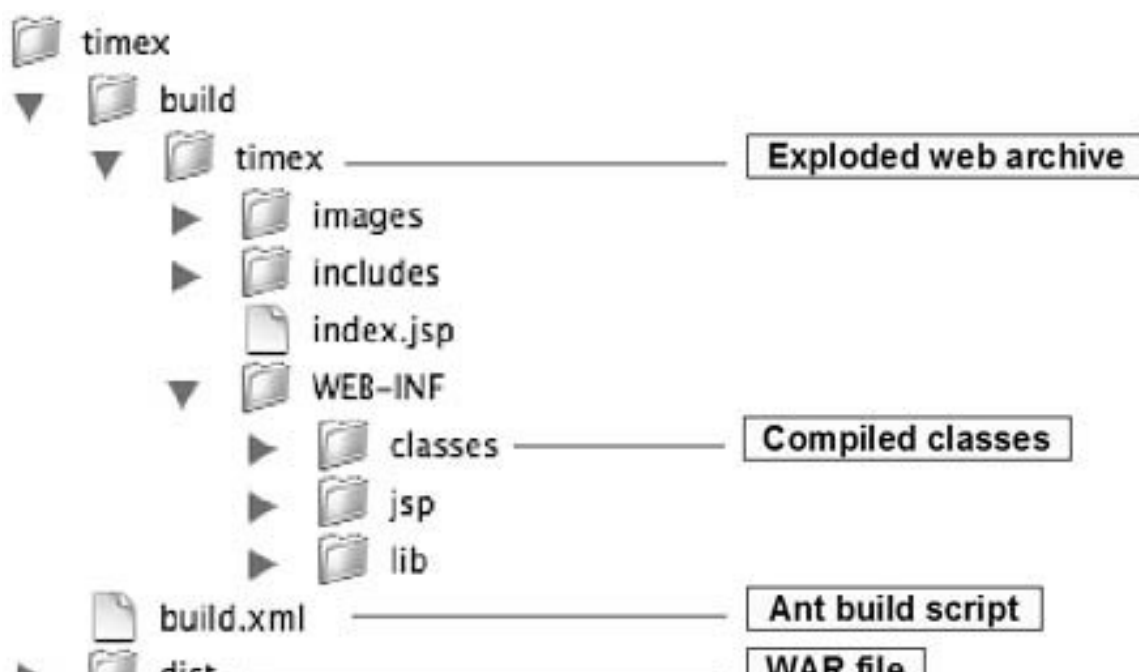 timex
build
timex Exploded web archive
images
includes
index.jsp
WEB-INF
classes Compiled classes
jsp
lib
build.xml Ant build script
dist WAR file